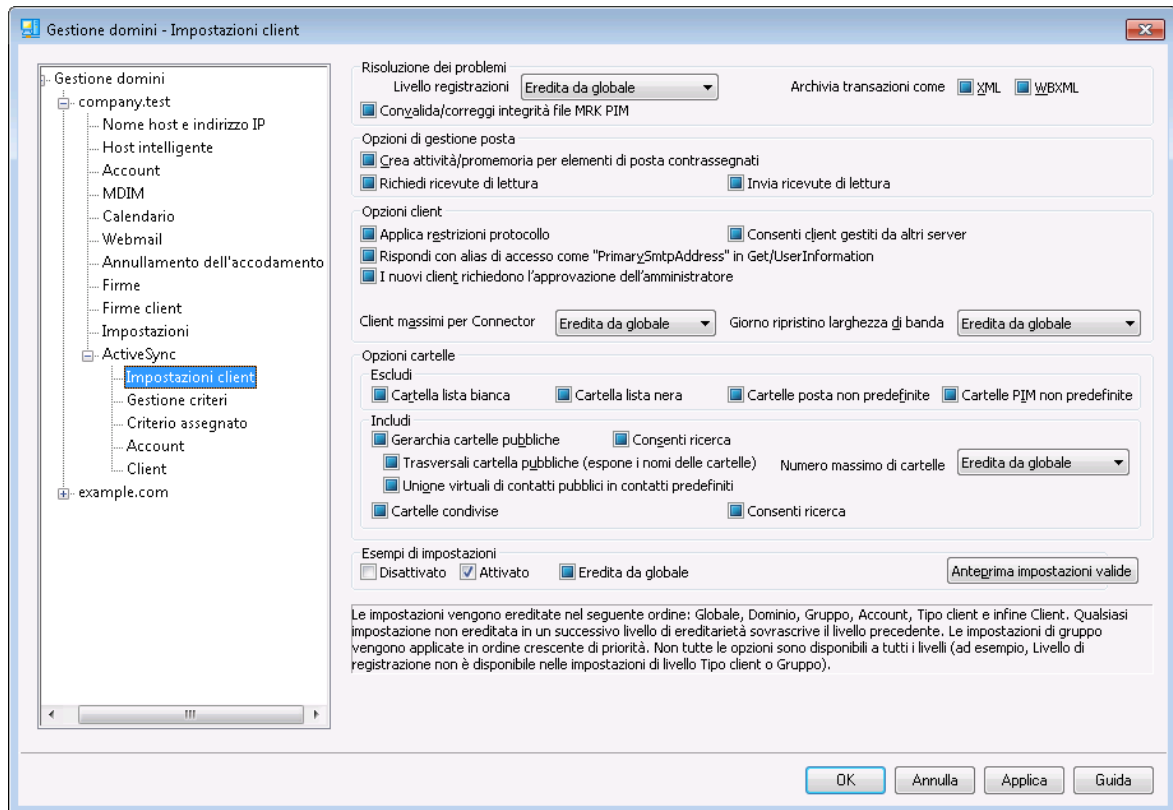 Gestione domini - Impostazioni client
Gestione domini
company.test
Nome host e indirizzo IP
Host intelligente
Account
MDIM
Calendario
Webmail
Annullamento dell'accodamento
Firme
Firme client
Impostazioni
ActiveSync
Impostazioni client
Gestione criteri
Criterio assegnato
Account
Client
example.com
Risoluzione dei problemi
Livello registrazioni Eredita da globale Archivia transazioni come XML WBXML
Convalida/correggi integrità file MRK PIM
Opzioni di gestione posta
Crea attività/promemoria per elementi di posta contrassegnati
Richiedi ricevute di lettura Invia ricevute di lettura
Opzioni client
Applica restrizioni protocollo Consenti client gestiti da altri server
Rispondi con alias di accesso come "PrimarySmtpAddress" in Get/UserInformation
I nuovi client richiedono l'approvazione dell'amministratore
Client massimi per Connector Eredita da globale Giorno ripristino larghezza di banda Eredita da globale
Opzioni cartelle
Escludi
Cartella lista bianca Cartella lista nera Cartelle posta non predefinite Cartelle PIM non predefinite
Includi
Gerarchia cartelle pubbliche Consenti ricerca
Trasversali cartella pubbliche (espone i nomi delle cartelle) Numero massimo di cartelle Eredita da globale
Unione virtuali di contatti pubblici in contatti predefiniti
Cartelle condivise Consenti ricerca
Esempi di impostazioni
Disattivato Attivato Eredita da globale Anteprima impostazioni valide
Le impostazioni vengono ereditate nel seguente ordine: Globale, Dominio, Gruppo, Account, Tipo client e infine Client. Qualsiasi
impostazione non ereditata in un successivo livello di ereditarietà sovrascrive il livello precedente. Le impostazioni di gruppo
vengono applicate in ordine crescente di priorità. Non tutte le opzioni sono disponibili a tutti i livelli (ad esempio, Livello di
registrazione non è disponibile nelle impostazioni di livello Tipo client o Gruppo).
OK Annulla Applica Guida